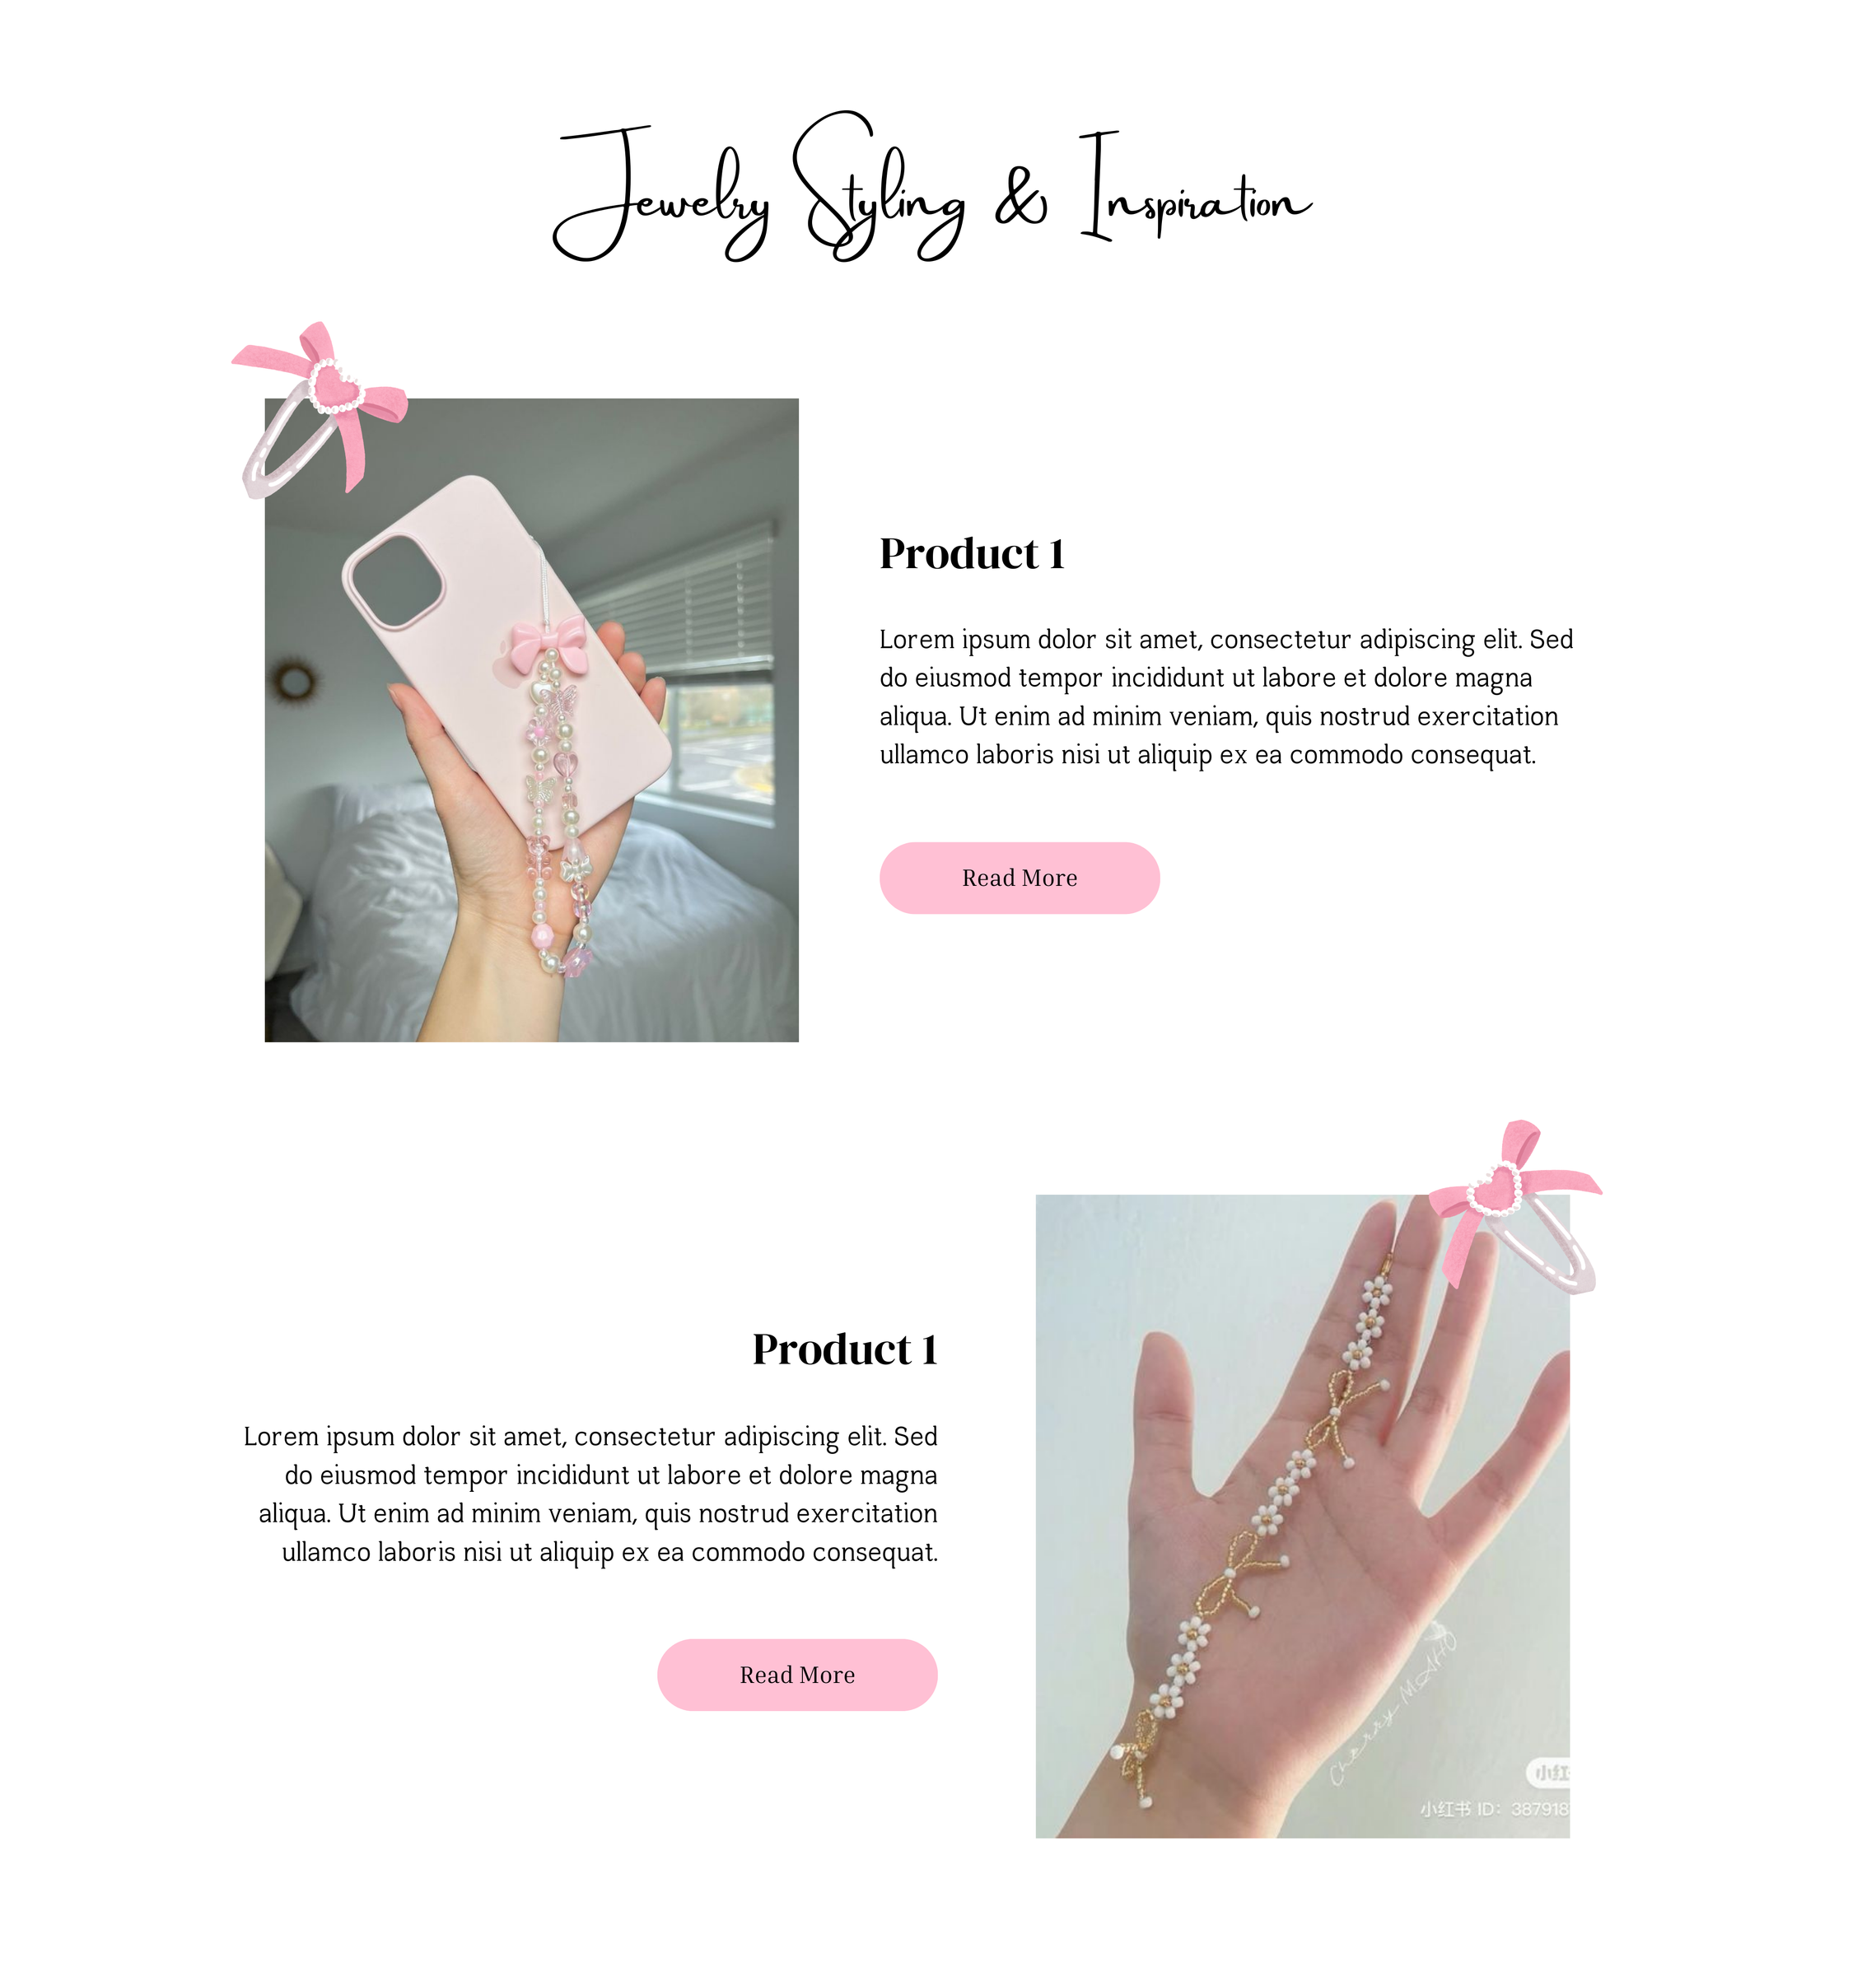 Jewelry Styling & Inspiration
Product 1
Lorem ipsum dolor sit amet, consectetur adipiscing elit. Sed
do eiusmod tempor incididunt ut labore et dolore magna
aliqua. Ut enim ad minim veniam, quis nostrud exercitation
ullamco laboris nisi ut aliquip ex ea commodo consequat.
Read More
Product 1
Lorem ipsum dolor sit amet, consectetur adipiscing elit. Sed
do eiusmod tempor incididunt ut labore et dolore magna
aliqua. Ut enim ad minim veniam, quis nostrud exercitation
ullamco laboris nisi ut aliquip ex ea commodo consequat.
Read More
Cherry-MAHO
小红
小红书 ID: 387918